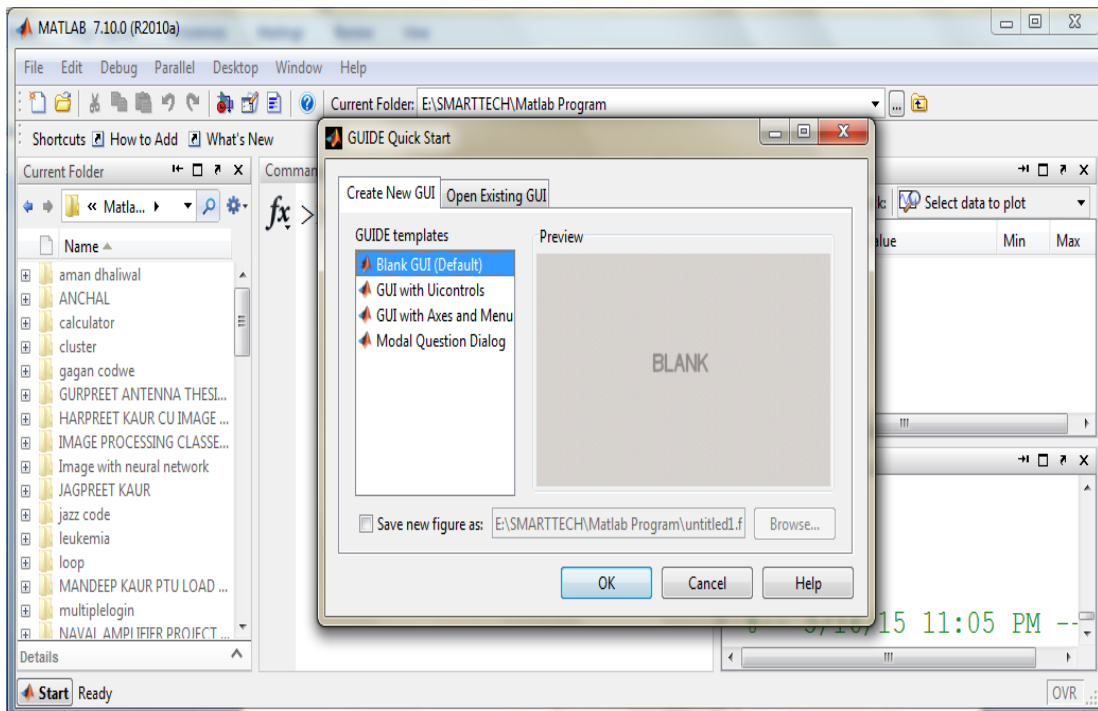 MATLAB 7.10.0 (R2010a)
File Edit Debug Parallel Desktop Window Help
Current Folder: E:\SMARTTECH\Matlab Program
Shortcuts How to Add What's New
Current Folder
« Matla...
Name
aman dhaliwal
ANCHAL
calculator
cluster
gagan codwe
GURPREET ANTENNA THESI...
HARPREET KAUR CU IMAGE ...
IMAGE PROCESSING CLASSE...
Image with neural network
JAGPREET KAUR
jazz code
leukemia
loop
MANDEEP KAUR PTU LOAD ...
multiplelogin
NAVAL AMPLIFIER PROJECT ...
Details
Comman
fx >
GUIDE Quick Start
Create New GUI Open Existing GUI
GUIDE templates
Blank GUI (Default)
GUI with Uicontrols
GUI with Axes and Menu
Modal Question Dialog
Preview
BLANK
Save new figure as: E:\SMARTTECH\Matlab Program\untitled1.f Browse...
OK Cancel Help
Select data to plot
alue Min Max
/15 11:05 PM --
Start Ready
OVR